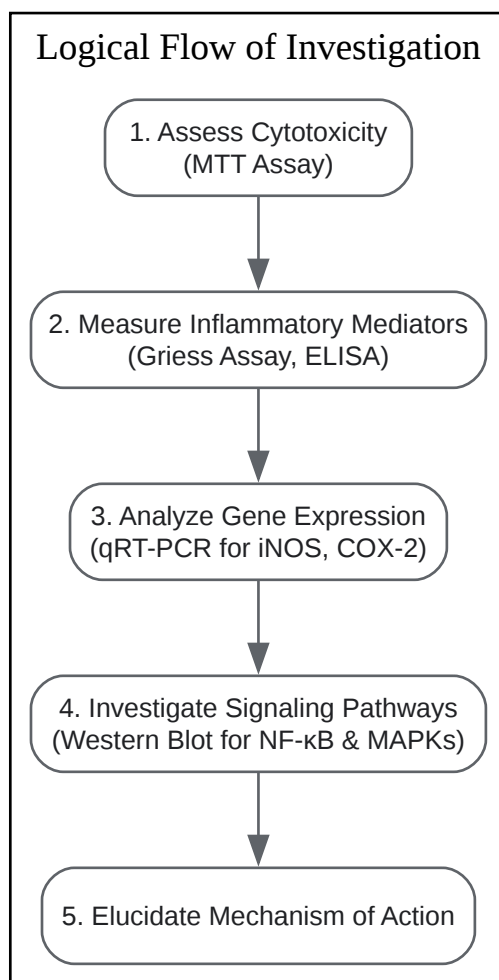 Logical Flow of Investigation
1. Assess Cytotoxicity
(MTT Assay)
2. Measure Inflammatory Mediators
(Griess Assay, ELISA)
3. Analyze Gene Expression
(qRT-PCR for iNOS, COX-2)
4. Investigate Signaling Pathways
(Western Blot for NF-κB & MAPKs)
5. Elucidate Mechanism of Action